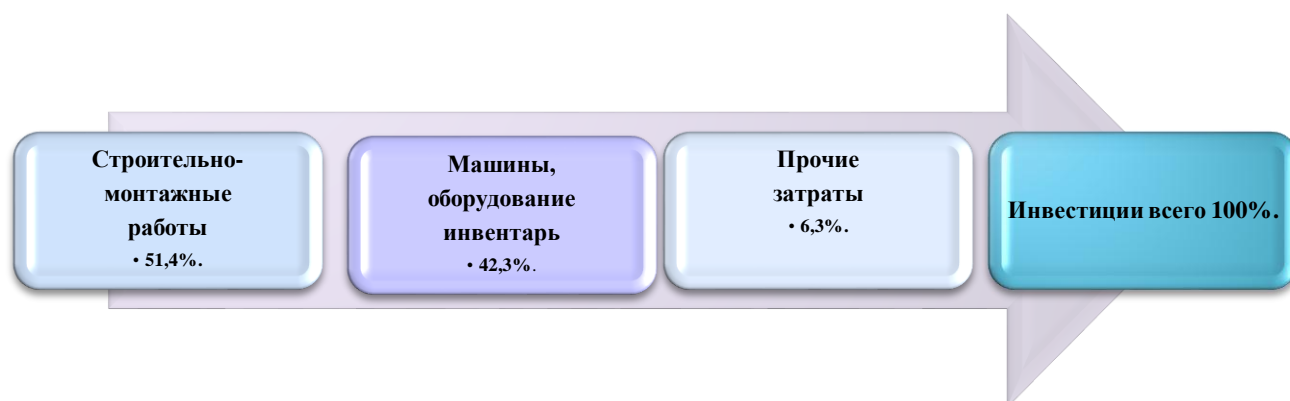 Строительно-
монтажные
работы
• 51,4%.
Машины,
оборудование
инвентарь
• 42,3%.
Прочие
затраты
• 6,3%.
Инвестиции всего 100%.